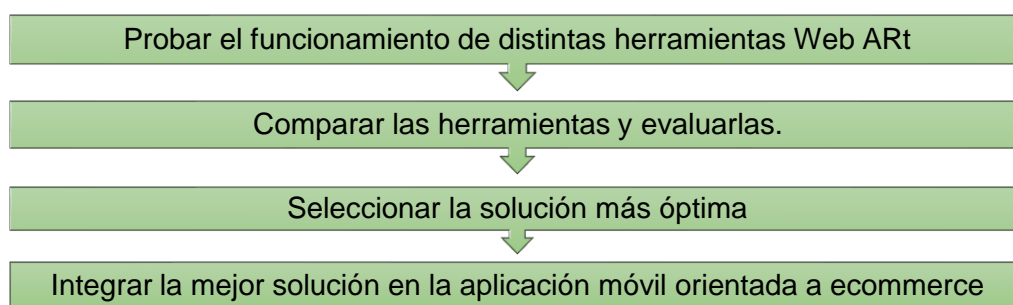 Probar el funcionamiento de distintas herramientas Web ARt
Comparar las herramientas y evaluarlas.
Seleccionar la solución más óptima
Integrar la mejor solución en la aplicación móvil orientada a ecommerce